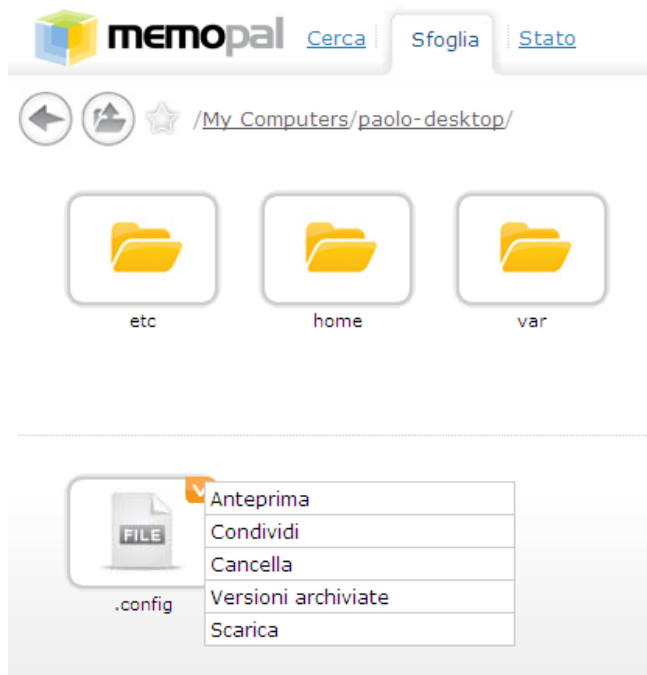 memopal Cerca Sfoglia Stato
/My Computers/paolo-desktop/
etc home var
FILE
.config
Anteprima
Condividi
Cancella
Versioni archiviate
Scarica